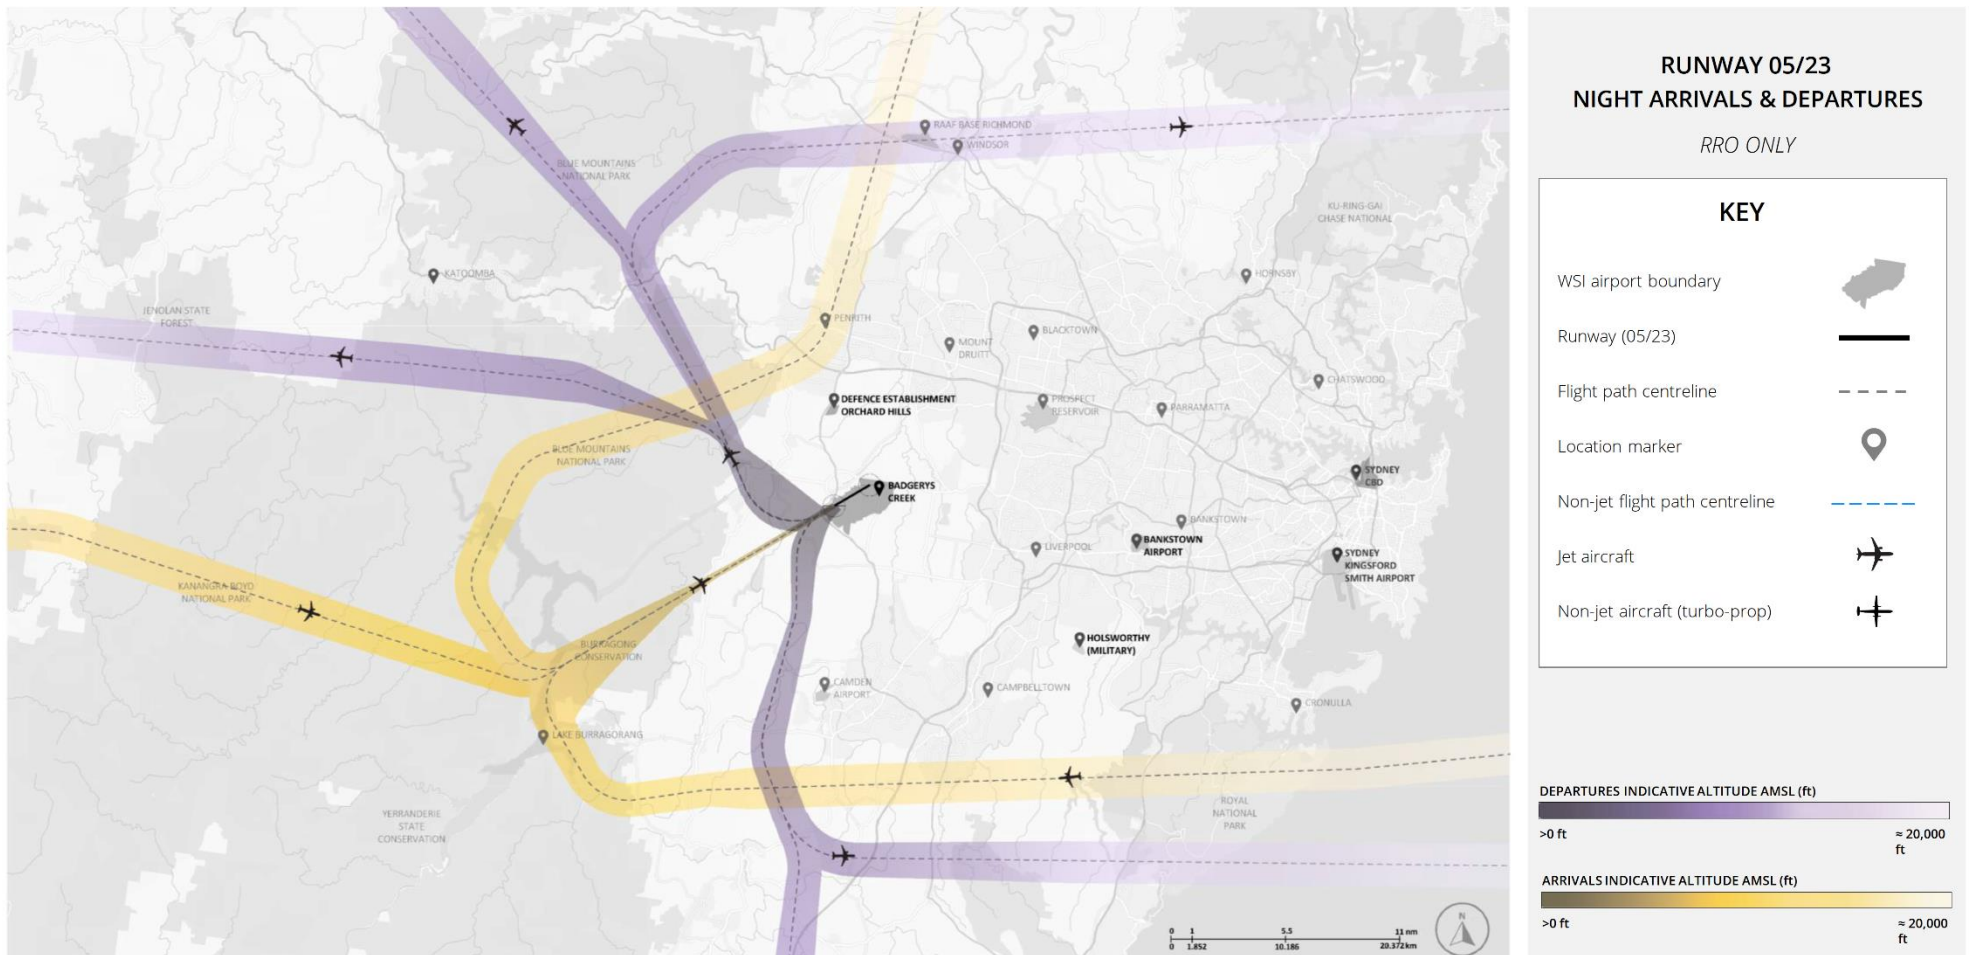 RUNWAY 05/23
NIGHT ARRIVALS & DEPARTURES
RRO ONLY
KEY
WSI airport boundary
Runway (05/23)
Flight path centreline
Location marker
Non-jet flight path centreline
Jet aircraft
Non-jet aircraft (turbo-prop)
DEPARTURES INDICATIVE ALTITUDE AMSL (ft)
>0 ft
≈ 20,000
ft
ARRIVALS INDICATIVE ALTITUDE AMSL (ft)
>0 ft
≈ 20,000
ft
RAAF BASE RICHMOND
WINDSOR
BLUE MOUNTAINS
NATIONAL PARK
KU-RING-GAI
CHASE NATIONAL
KATOOMBA
HORNSBY
JENOLAN STATE
FOREST
PENRITH
BLACKTOWN
MOUNT
DRUITT
CHATSWOOD
DEFENCE ESTABLISHMENT
ORCHARD HILLS
PROSPECT
RESERVOIR
PARRAMATTA
BLUE MOUNTAINS
NATIONAL PARK
SYDNEY
CBD
BADGERYS
CREEK
BANKSTOWN
BANKSTOWN
AIRPORT
LIVERPOOL
SYDNEY
KINGSFORD
SMITH AIRPORT
KANANGRA BOYD
NATIONAL PARK
BURRAGONG
CONSERVATION
HOLSWORTHY
(MILITARY)
CAMDEN
AIRPORT
CAMPBELLTOWN
CRONULLA
LAKE BURRAGORANG
YERRANDERIE
STATE
CONSERVATION
ROYAL
NATIONAL
PARK
0 1 5.5 11 nm
0 1.852 10.186 20.372km
N